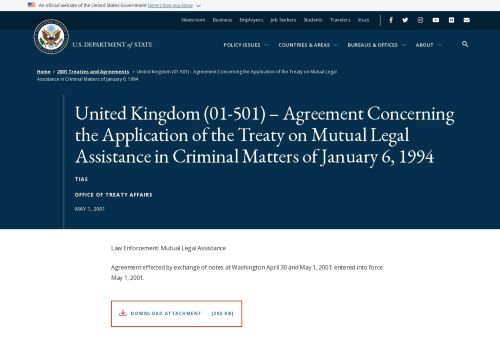 An official website of the United States Government Here's how you know
Newsroom Business Employees Job Seekers Students Travelers Visas
U.S. DEPARTMENT of STATE
POLICY ISSUES COUNTRIES & AREAS BUREAUS & OFFICES ABOUT
Home > 2001 Treaties and Agreements > United Kingdom (01-501) - Agreement Concerning the Application of the Treaty on Mutual Legal
Assistance in Criminal Matters of January 6, 1994
United Kingdom (01-501) – Agreement Concerning
the Application of the Treaty on Mutual Legal
Assistance in Criminal Matters of January 6, 1994
TIAS
OFFICE OF TREATY AFFAIRS
MAY 1, 2001
Law Enforcement: Mutual Legal Assistance
Agreement effected by exchange of notes at Washington April 30 and May 1, 2001; entered into force
May 1, 2001.
DOWNLOAD ATTACHMENT [265 KB]